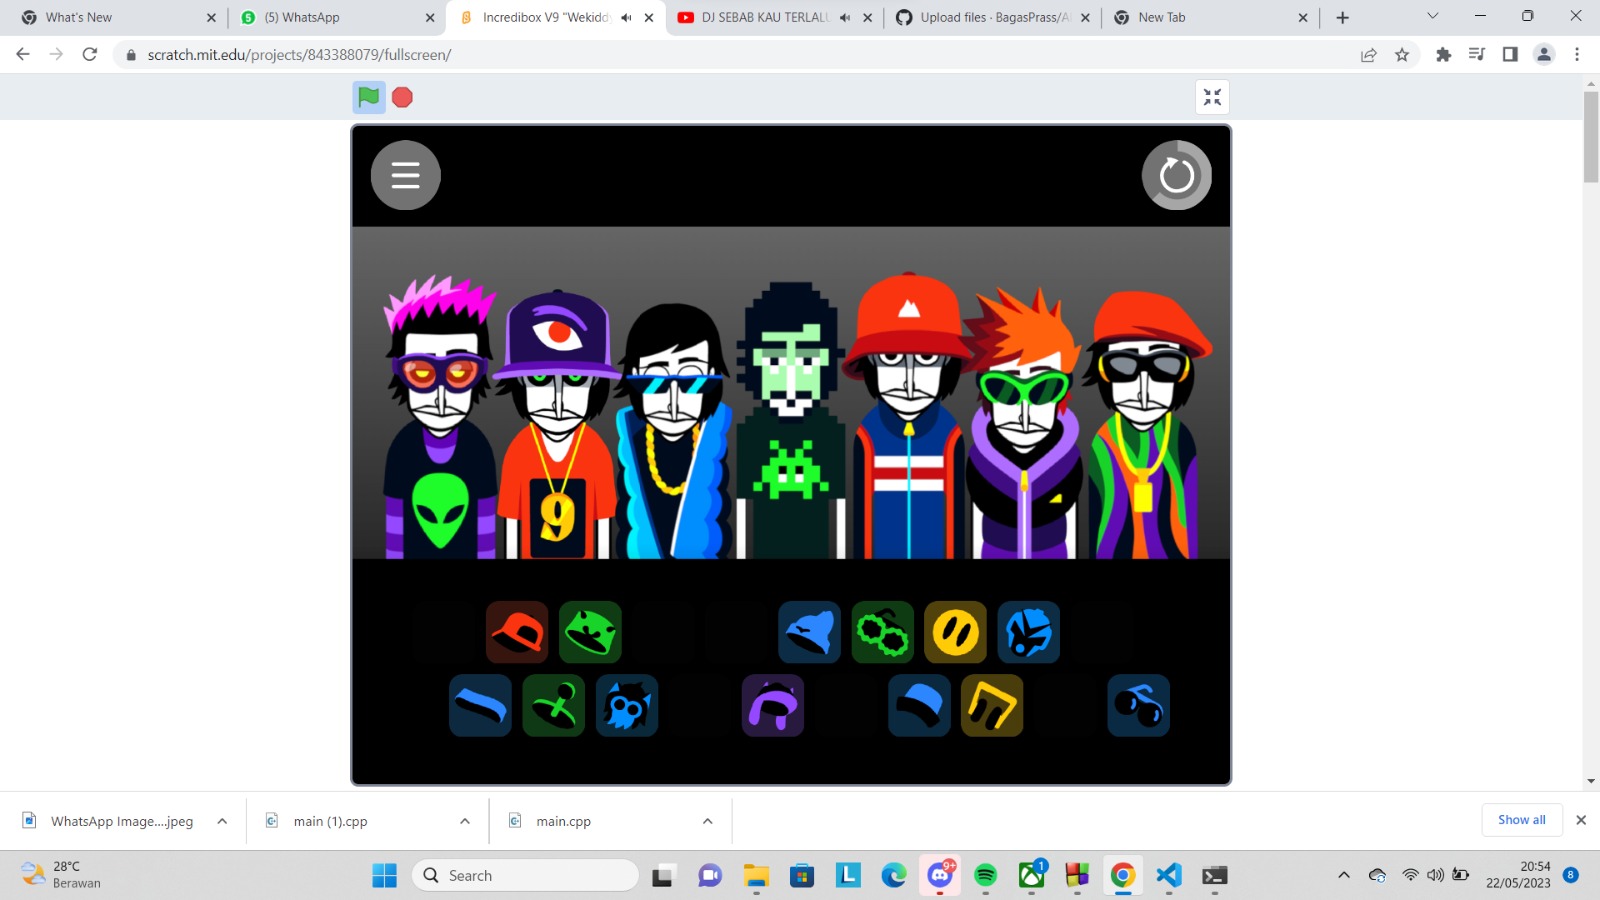 What's New
(5) WhatsApp
Incredibox V9 "Wekiddy
DJ SEBAB KAU TERLALU
Upload files · BagasPrass/Al
New Tab
scratch.mit.edu/projects/843388079/fullscreen/
9
WhatsApp Image....jpeg
main (1).cpp
main.cpp
Show all
28°C
Berawan
Search
L
9+
1
20:54
22/05/2023
8